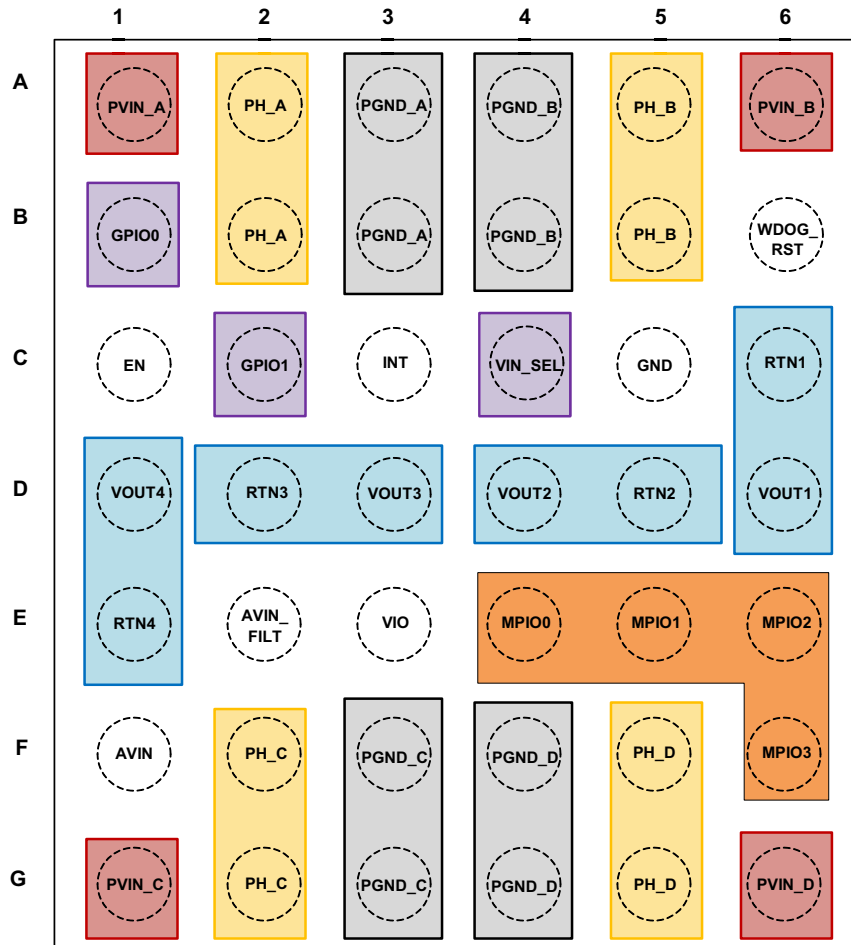 1 2 3 4 5 6
A
PVIN_A PH_A PGND_A PGND_B PH_B PVIN_B
B
GPIO0 PH_A PGND_A PGND_B PH_B WDOG_
RST
C
EN GPIO1 INT VIN_SEL GND RTN1
D
VOUT4 RTN3 VOUT3 VOUT2 RTN2 VOUT1
E
RTN4 AVIN_
FILT VIO MPIO0 MPIO1 MPIO2
F
AVIN PH_C PGND_C PGND_D PH_D MPIO3
G
PVIN_C PH_C PGND_C PGND_D PH_D PVIN_D